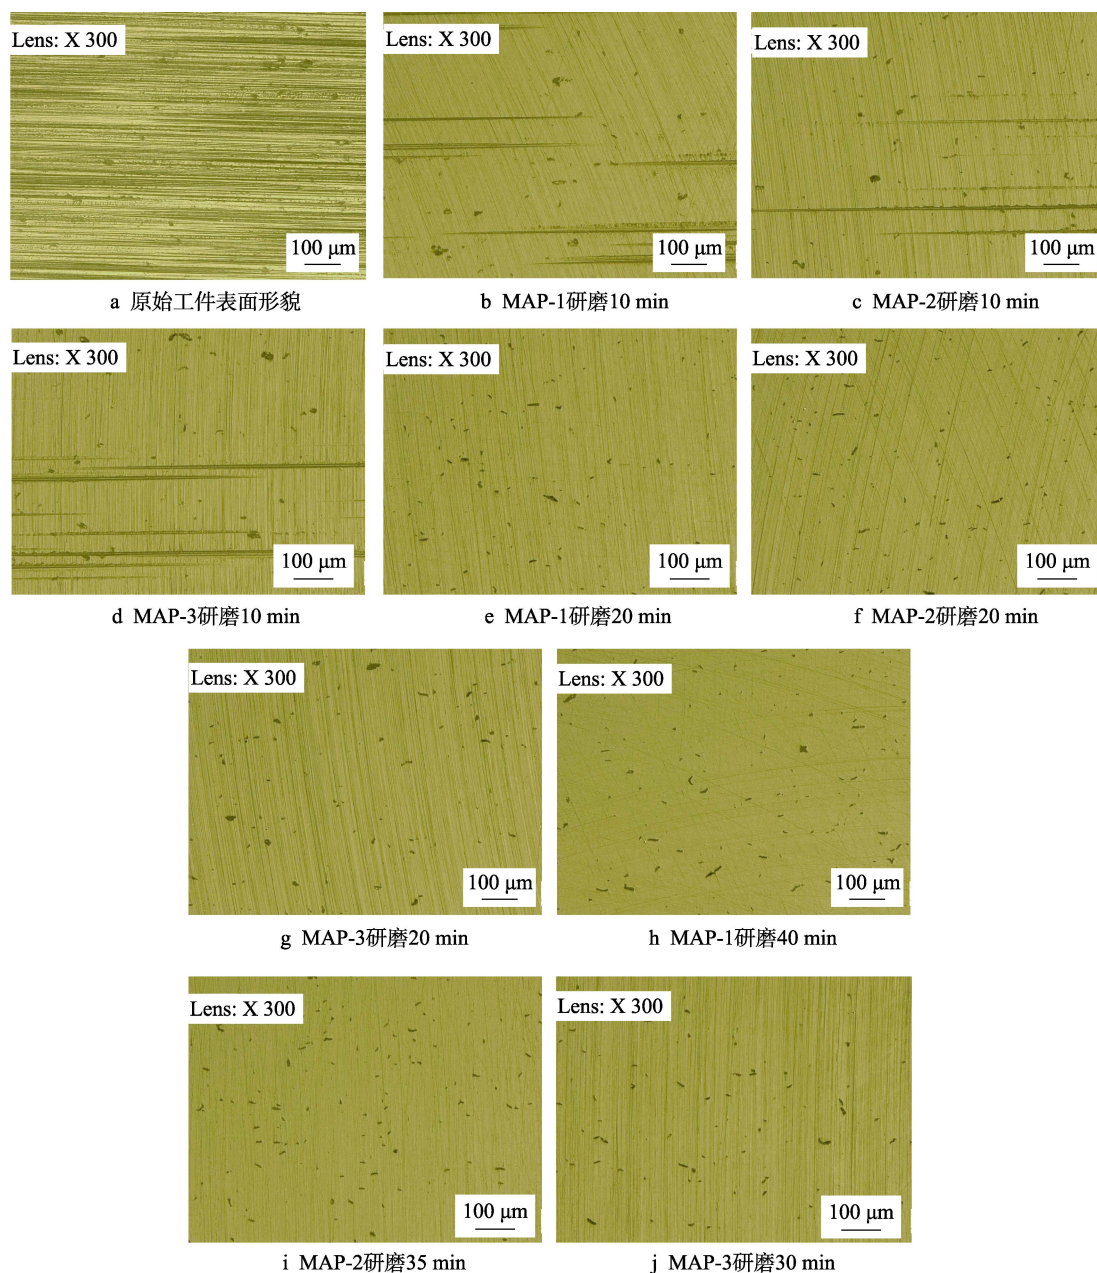 Lens: X 300
100 μm
a 原始工件表面形貌
Lens: X 300
100 μm
b MAP-1研磨10 min
Lens: X 300
100 μm
c MAP-2研磨10 min
Lens: X 300
100 μm
d MAP-3研磨10 min
Lens: X 300
100 μm
e MAP-1研磨20 min
Lens: X 300
100 μm
f MAP-2研磨20 min
Lens: X 300
100 μm
g MAP-3研磨20 min
Lens: X 300
100 μm
h MAP-1研磨40 min
Lens: X 300
100 μm
i MAP-2研磨35 min
Lens: X 300
100 μm
j MAP-3研磨30 min